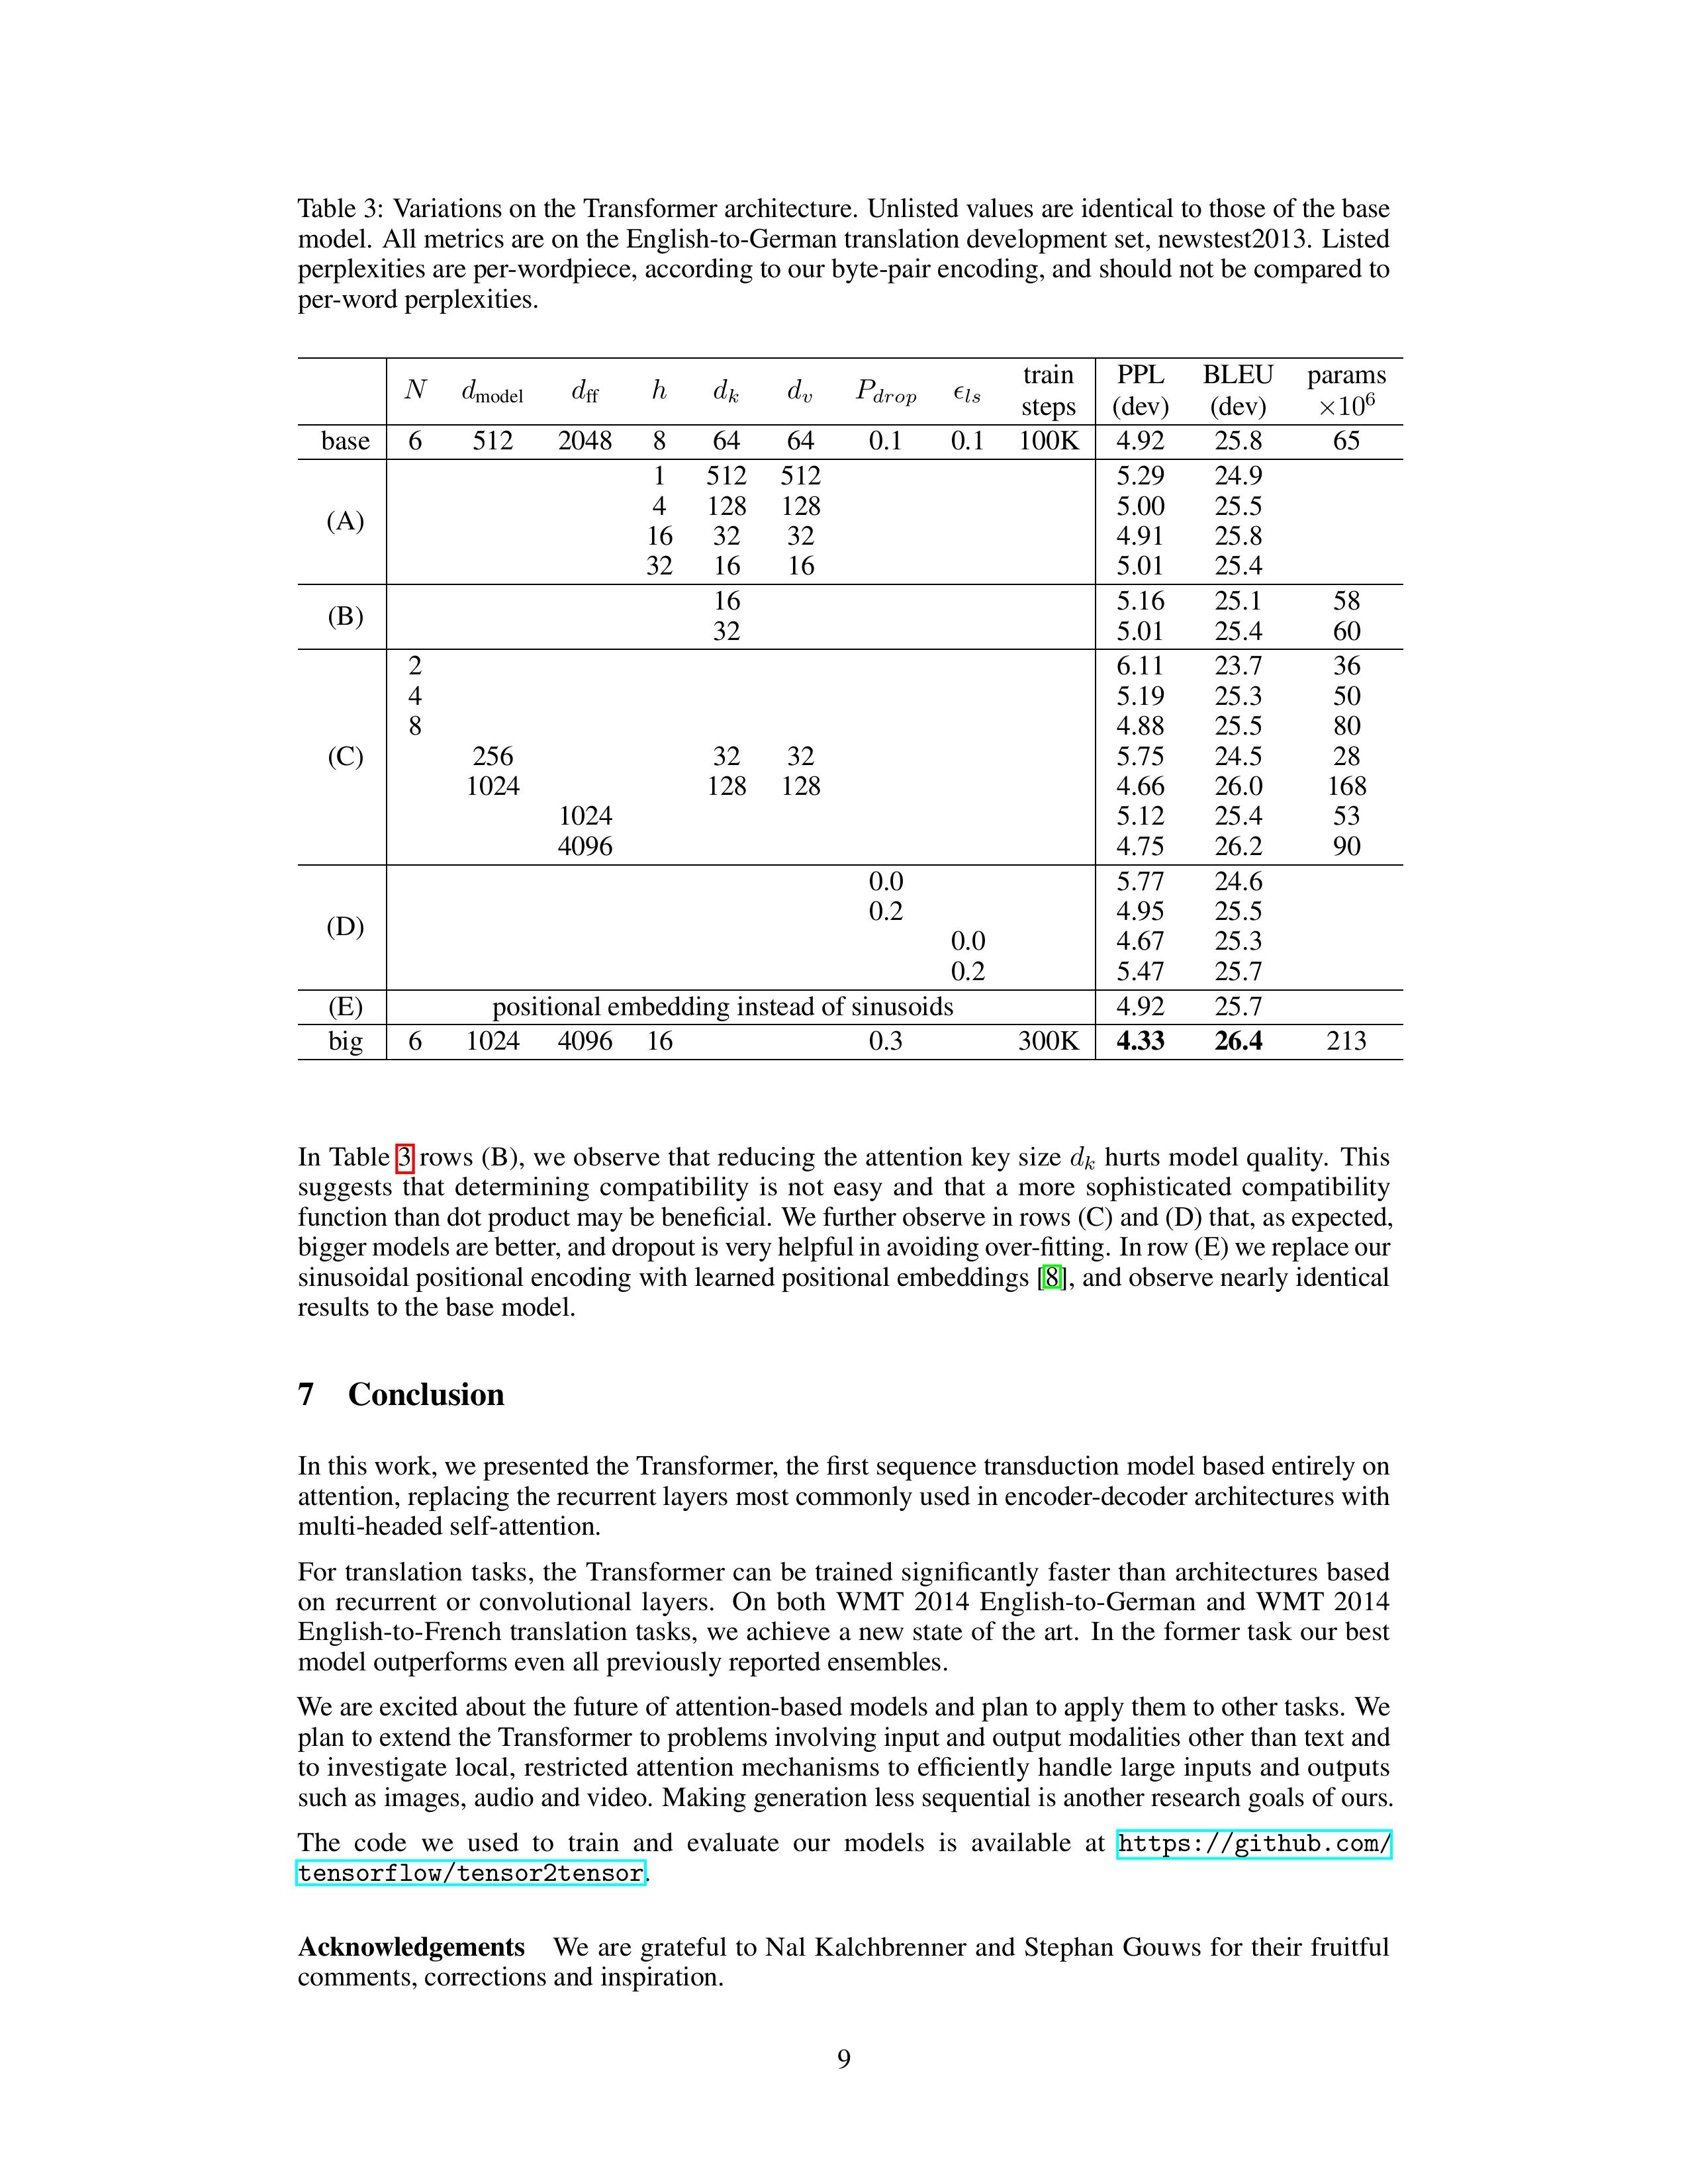 Table 3: Variations on the Transformer architecture. Unlisted values are identical to those of the base
model. All metrics are on the English-to-German translation development set, newstest2013. Listed
perplexities are per-wordpiece, according to our byte-pair encoding, and should not be compared to
per-word perplexities.
N d_model d_ff h d_k d_v P_drop ϵ_ls train steps PPL (dev) BLEU (dev) params ×10^6
base 6 512 2048 8 64 64 0.1 0.1 100K 4.92 25.8 65
(A) 1 512 512 5.29 24.9
4 128 128 5.00 25.5
16 32 32 4.91 25.8
32 16 16 5.01 25.4
(B) 16 5.16 25.1 58
32 5.01 25.4 60
(C) 2 6.11 23.7 36
4 5.19 25.3 50
8 4.88 25.5 80
256 32 32 5.75 24.5 28
1024 128 128 4.66 26.0 168
1024 5.12 25.4 53
4096 4.75 26.2 90
(D) 0.0 5.77 24.6
0.2 4.95 25.5
0.0 4.67 25.3
0.2 5.47 25.7
(E) positional embedding instead of sinusoids 4.92 25.7
big 6 1024 4096 16 0.3 300K 4.33 26.4 213
In Table 3 rows (B), we observe that reducing the attention key size d_k hurts model quality. This
suggests that determining compatibility is not easy and that a more sophisticated compatibility
function than dot product may be beneficial. We further observe in rows (C) and (D) that, as expected,
bigger models are better, and dropout is very helpful in avoiding over-fitting. In row (E) we replace our
sinusoidal positional encoding with learned positional embeddings [8], and observe nearly identical
results to the base model.
7 Conclusion
In this work, we presented the Transformer, the first sequence transduction model based entirely on
attention, replacing the recurrent layers most commonly used in encoder-decoder architectures with
multi-headed self-attention.
For translation tasks, the Transformer can be trained significantly faster than architectures based
on recurrent or convolutional layers. On both WMT 2014 English-to-German and WMT 2014
English-to-French translation tasks, we achieve a new state of the art. In the former task our best
model outperforms even all previously reported ensembles.
We are excited about the future of attention-based models and plan to apply them to other tasks. We
plan to extend the Transformer to problems involving input and output modalities other than text and
to investigate local, restricted attention mechanisms to efficiently handle large inputs and outputs
such as images, audio and video. Making generation less sequential is another research goals of ours.
The code we used to train and evaluate our models is available at https://github.com/
tensorflow/tensor2tensor.
Acknowledgements We are grateful to Nal Kalchbrenner and Stephan Gouws for their fruitful
comments, corrections and inspiration.
9